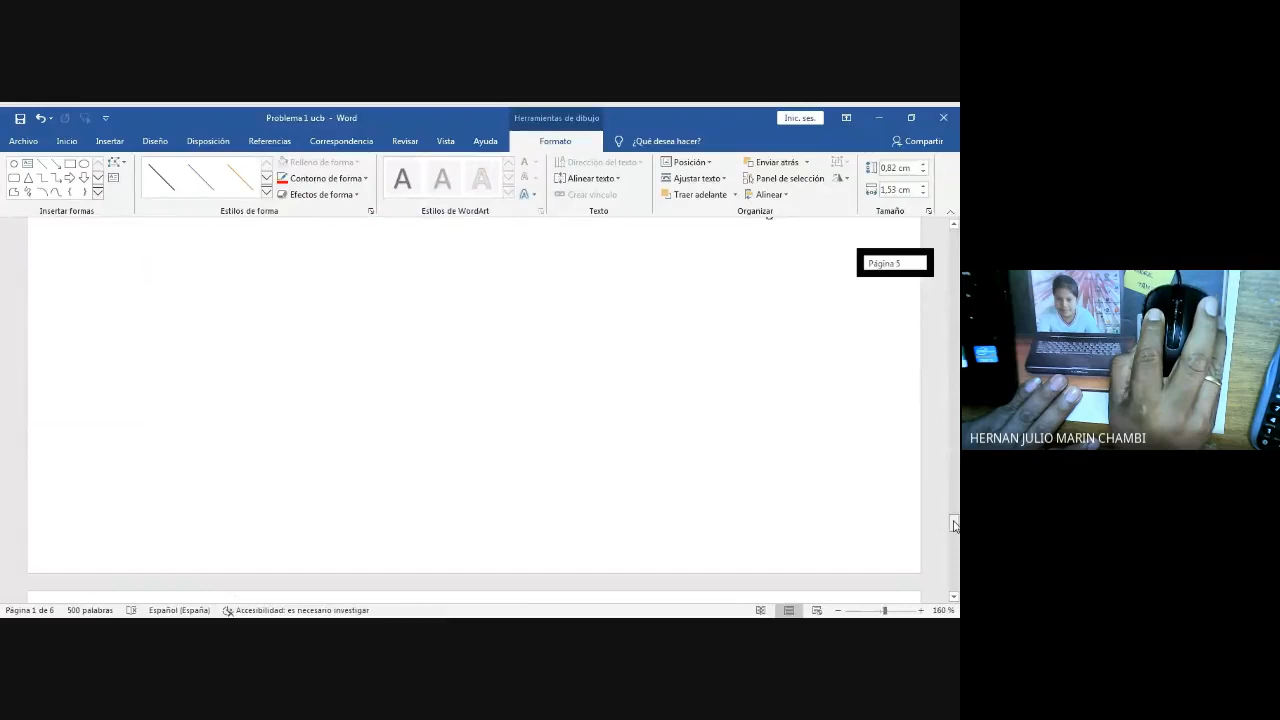 Problema 1 ucb - Word
Herramientas de dibujo
Inic. ses.
Archivo
Inicio
Insertar
Diseño
Disposición
Referencias
Correspondencia
Revisar
Vista
Ayuda
Formato
¿Qué desea hacer?
Compartir
Relleno de forma
Contorno de forma
Efectos de forma
A A A
Dirección del texto
Alinear texto
Crear vínculo
Posición
Ajustar texto
Traer adelante
Enviar atrás
Panel de selección
Alinear
0,82 cm
1,53 cm
Insertar formas
Estilos de forma
Estilos de WordArt
Texto
Organizar
Tamaño
Página 5
HERNAN JULIO MARIN CHAMBI
Página 1 de 6
500 palabras
Español (España)
Accesibilidad: es necesario investigar
160 %